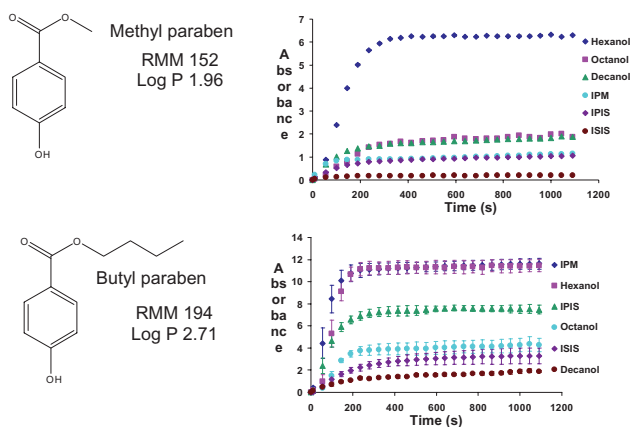 O
O
Methyl paraben
RMM 152
Log P 1.96
OH
A
bs
or
ba
nc
e
7
6
5
4
3
2
1
0
0 200 400 600 800 1000 1200
Time (s)
Hexanol
Octanol
Decanol
IPM
IPIS
ISIS
O
O
Butyl paraben
RMM 194
Log P 2.71
OH
A
bs
or
ba
nc
e
14
12
10
8
6
4
2
0
0 200 400 600 800 1000
Time (s)
IPM
Hexanol
IPIS
Octanol
ISIS
Decanol